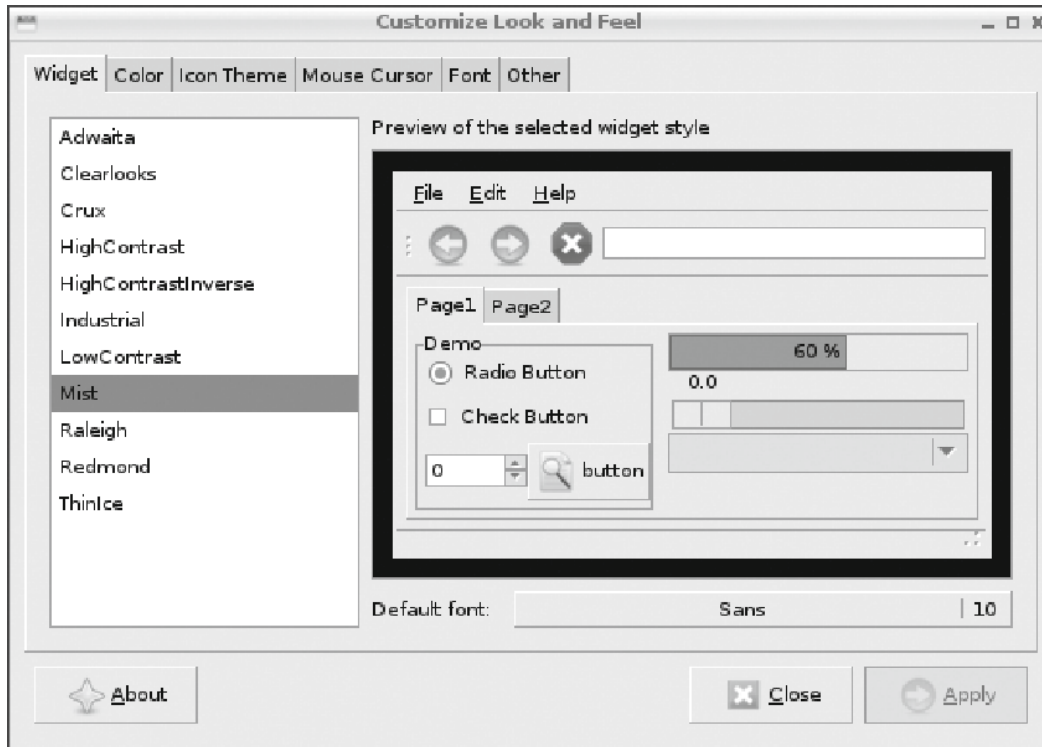 Customize Look and Feel
Widget Color Icon Theme Mouse Cursor Font Other
Adwaita
Clearlooks
Crux
HighContrast
HighContrastInverse
Industrial
LowContrast
Mist
Raleigh
Redmond
ThinIce
Preview of the selected widget style
File Edit Help
Page1 Page2
Demo
Radio Button
Check Button
0
button
60 %
0.0
Default font:
Sans
10
About
Close
Apply